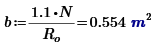 b := 1.1 · N / R_o = 0.554 m²